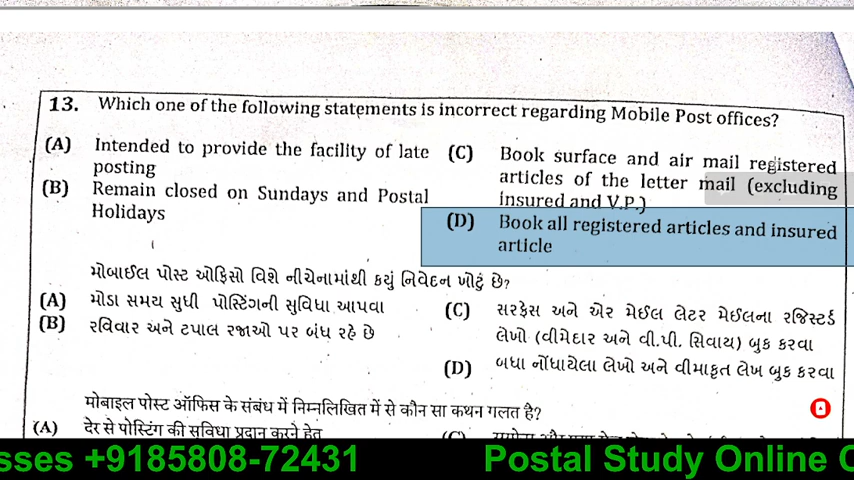 13. Which one of the following statements is incorrect regarding Mobile Post offices?
(A) Intended to provide the facility of late
posting
(B) Remain closed on Sundays and Postal
Holidays
(C) Book surface and air mail registered
articles of the letter mail (excluding
insured and V.P.)
(D) Book all registered articles and insured
article
મોબાઈલ પોસ્ટ ઓફિસો વિશે નીચેનામાંથી કયું નિવેદન ખોટું છે?
(A) મોડા સમય સુધી પોસ્ટિંગની સુવિધા આપવા
(B) રવિવાર અને ટપાલ રજાઓ પર બંધ રહે છે
(C) સરફેસ અને એર મેઈલ લેટર મેઈલના રજિસ્ટર્ડ
લેખો (વીમેદાર અને વી.પી. સિવાય) બુક કરવા
(D) બધા નોંધાયેલા લેખો અને વીમાકૃત લેખ બુક કરવા
मोबाइल पोस्ट ऑफिस के संबंध में निम्नलिखित में से कौन सा कथन गलत है?
(A) देर से पोस्टिंग की सुविधा प्रदान करने हेतु
(C)
sses +9185808-72431 Postal Study Online C